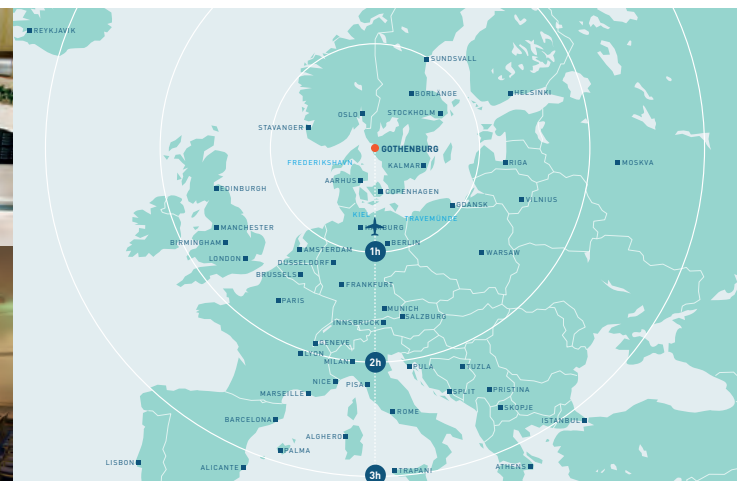 REYKJAVIK
SUNDSVALL
BORLÄNGE
HELSINKI
OSLO
STOCKHOLM
STAVANGER
GOTHENBURG
FREDERIKSHAVN
KALMAR
RIGA
MOSKVA
AARHUS
EDINBURGH
COPENHAGEN
VILNIUS
GDANSK
KIEL
TRAVEMÜNDE
MANCHESTER
HAMBURG
BIRMINGHAM
BERLIN
AMSTERDAM
1h
WARSAW
LONDON
DÜSSELDORF
BRUSSELS
FRANKFURT
PARIS
MUNICH
SALZBURG
INNSBRUCK
GENEVE
LYON
MILAN
2h
PULA
TUZLA
NICE
PISA
MARSEILLE
SPLIT
PRISTINA
ROME
SKOPJE
BARCELONA
ISTANBUL
ALGHERO
PALMA
LISBON
ALICANTE
ATHENS
TRAPANI
3h